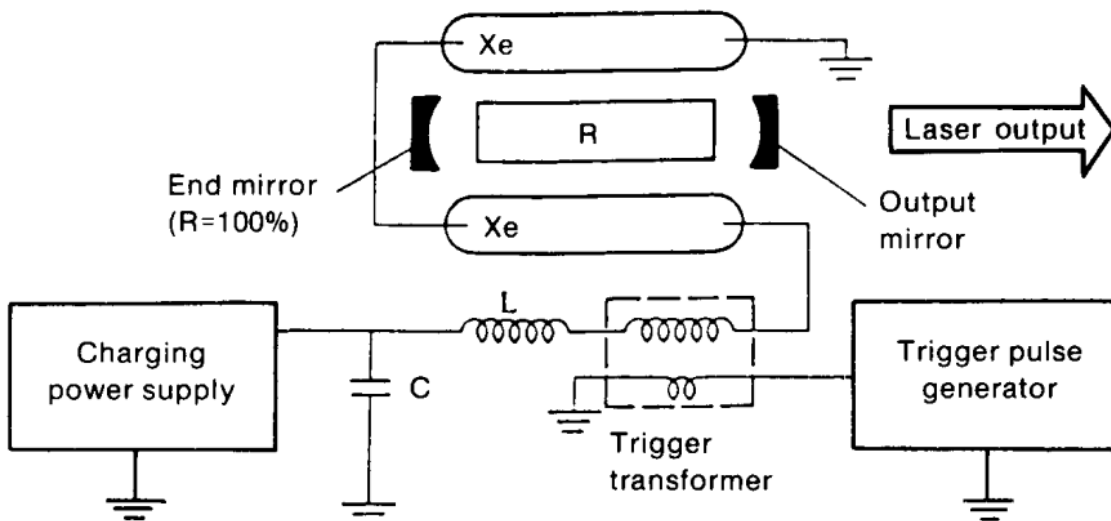 Xe
R
Laser output
End mirror
(R=100%)
Xe
Output
mirror
L
Charging
power supply
C
Trigger
transformer
Trigger pulse
generator